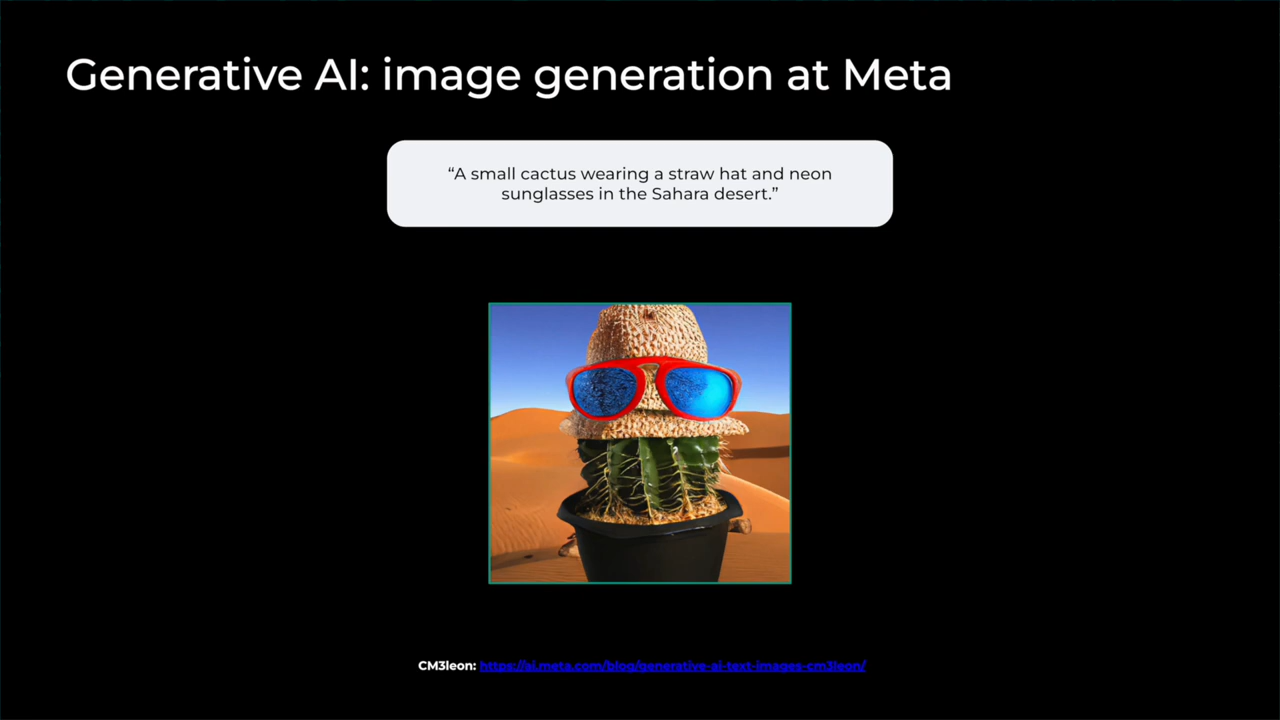 Generative AI: image generation at Meta
“A small cactus wearing a straw hat and neon
sunglasses in the Sahara desert.”
CM3leon: https://ai.meta.com/blog/generative-ai-text-images-cm3leon/